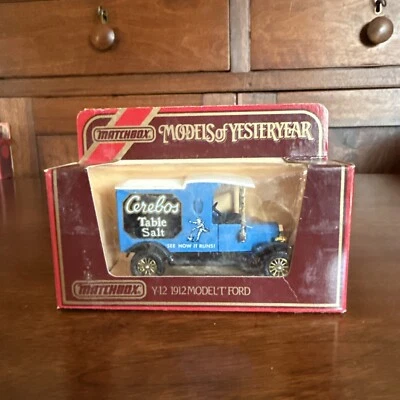 MATCHBOX
MODELS of YESTERYEAR
Cerebos
Table
Salt
SEE HOW IT RUNS!
MATCHBOX
Y-12 1912 MODEL 'T' FORD